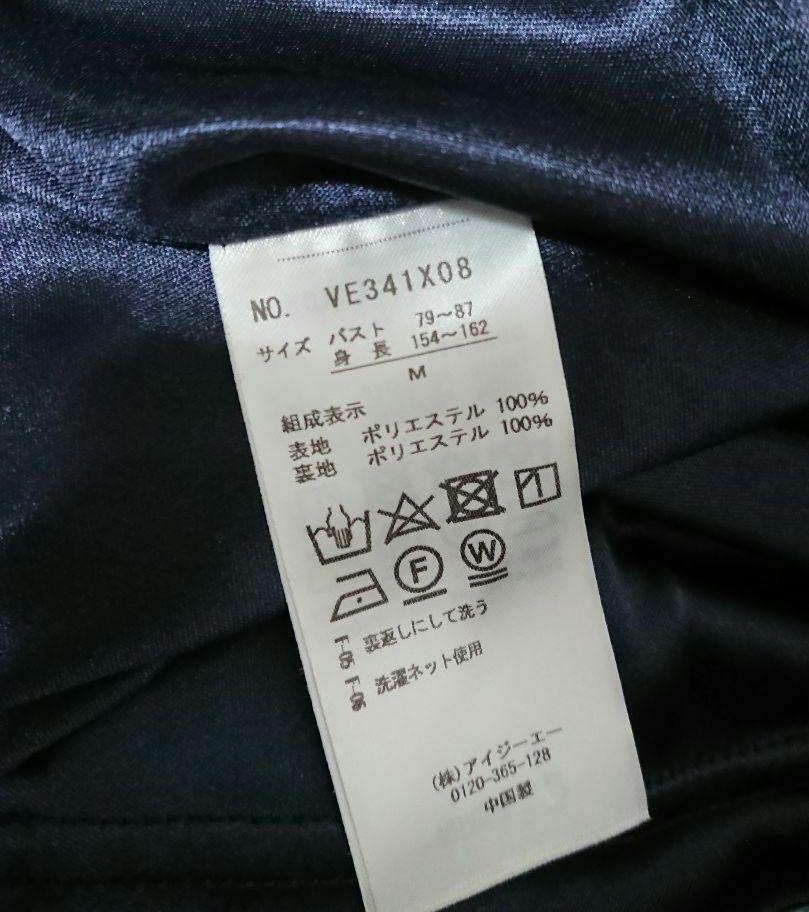 NO. VE341X08
サイズ バスト 79～87
身 長 154～162
M
組成表示
表地 ポリエステル 100%
裏地 ポリエステル 100%
F
W
裏返しにして洗う
洗濯ネット使用
(株)アイジーエー
0120-365-128
中国製